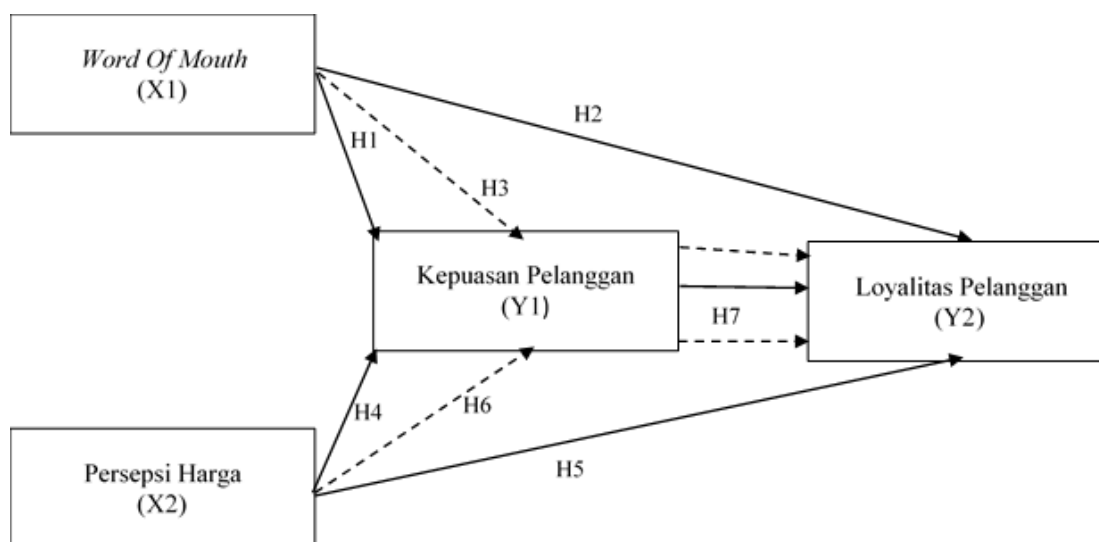 Word Of Mouth
(X1)
H2
H1
H3
Kepuasan Pelanggan
(Y1)
Loyalitas Pelanggan
(Y2)
H7
H4
H6
H5
Persepsi Harga
(X2)